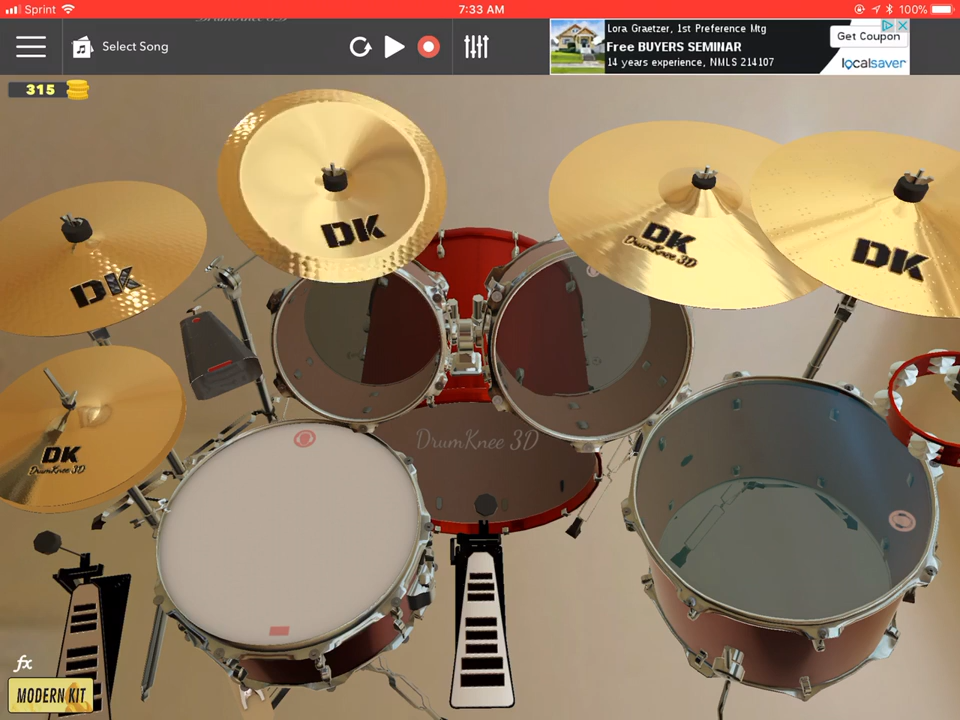 Sprint
7:33 AM
100%
DrumKnee 3D
Select Song
Lora Graetzer, 1st Preference Mtg
Free BUYERS SEMINAR
14 years experience, NMLS 214107
Get Coupon
localsaver
315
DK
DK
DK
DrumKnee 3D
DK
DK
DrumKnee 3D
DrumKnee 3D
fx
MODERN KIT